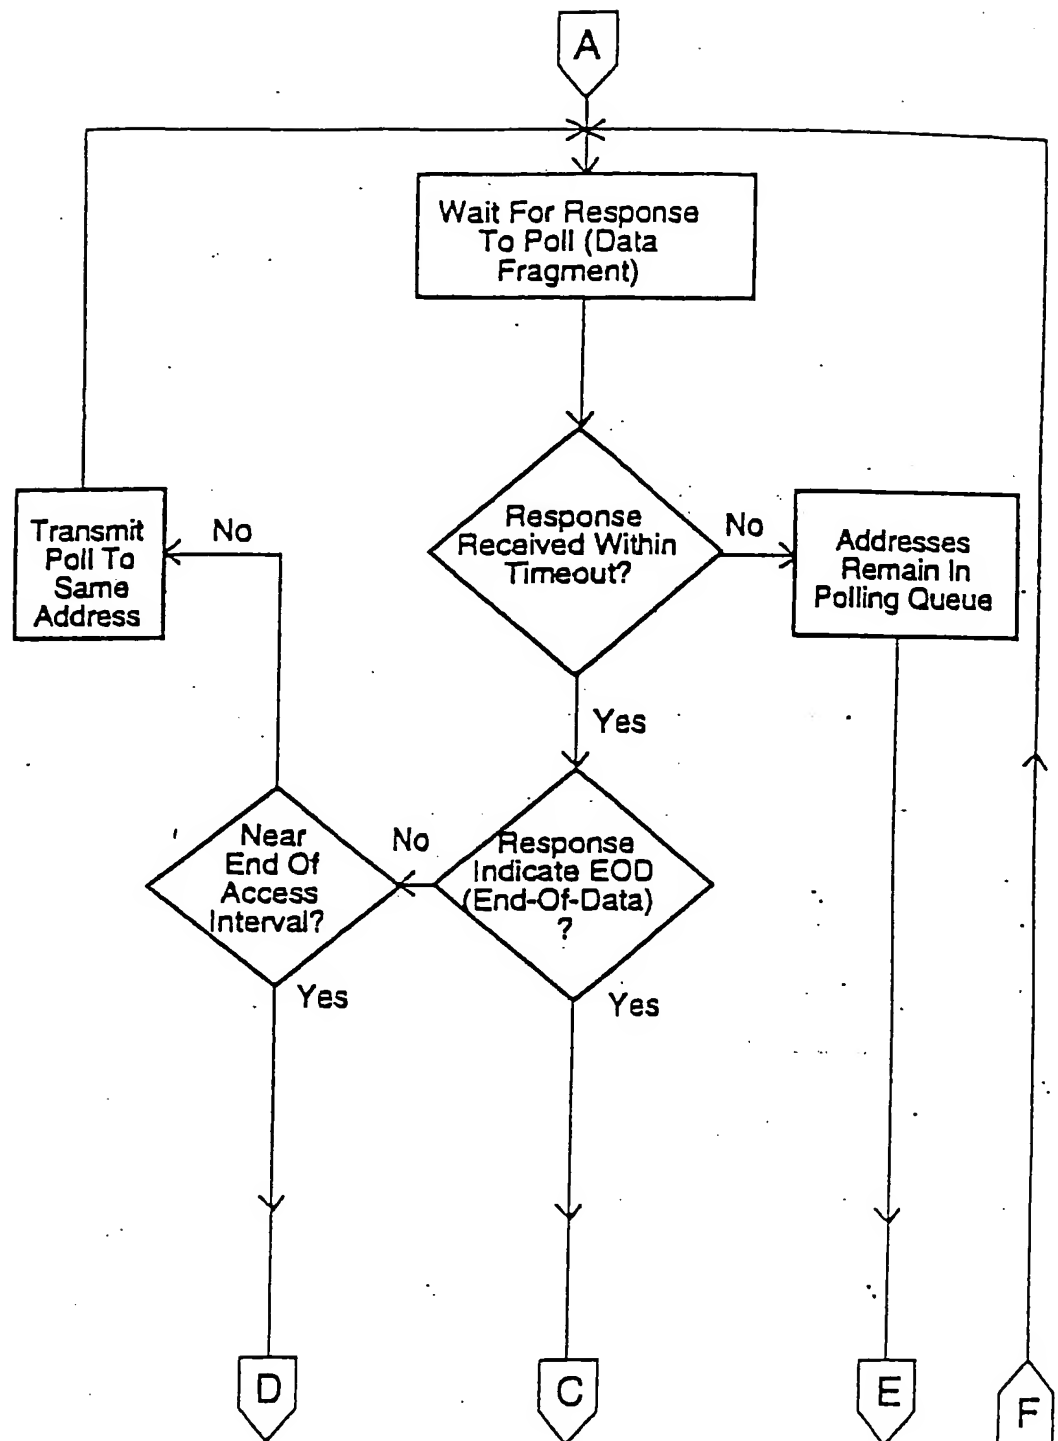 A
Wait For Response
To Poll (Data
Fragment)
Response
Received Within
Timeout?
No
Addresses
Remain In
Polling Queue
Transmit
Poll To
Same
Address
No
Yes
Response
Indicate EOD
(End-Of-Data)
?
No
Near
End Of
Access
Interval?
Yes
Yes
D
C
E
F